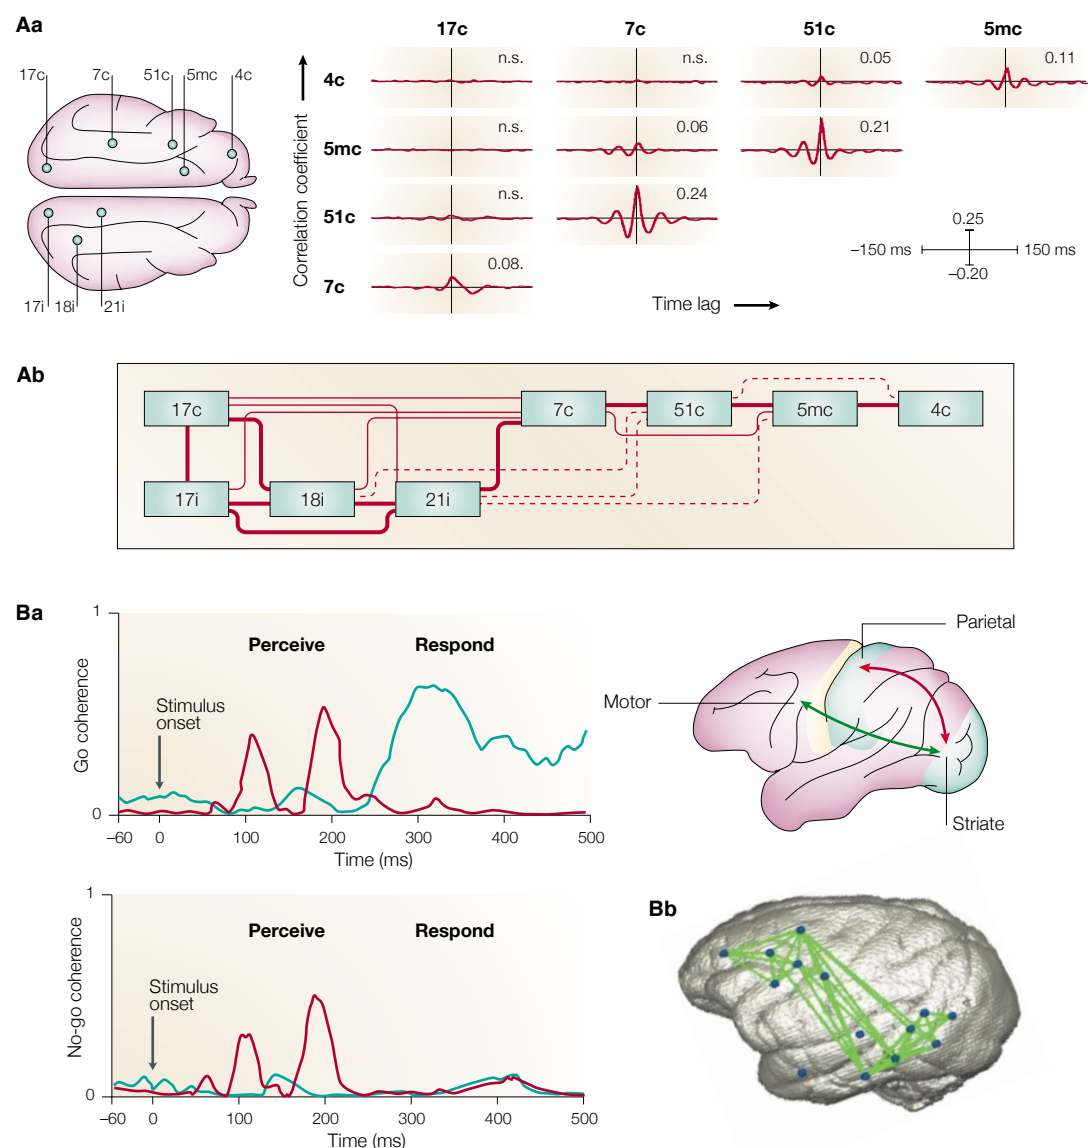 Aa
17c 7c 51c 5mc 4c
17i 18i 21i
Correlation coefficient
17c 7c 51c 5mc
4c n.s. n.s. 0.05 0.11
5mc n.s. 0.06 0.21
51c n.s. 0.24
7c 0.08.
0.25
–150 ms 150 ms
–0.20
Time lag
Ab
17c 7c 51c 5mc 4c
17i 18i 21i
Ba
1
Perceive Respond
Stimulus
onset
Go coherence
0
–60 0 100 200 300 400 500
Time (ms)
Parietal
Motor
Striate
1
Perceive Respond
Stimulus
onset
No-go coherence
0
–60 0 100 200 300 400 500
Time (ms)
Bb